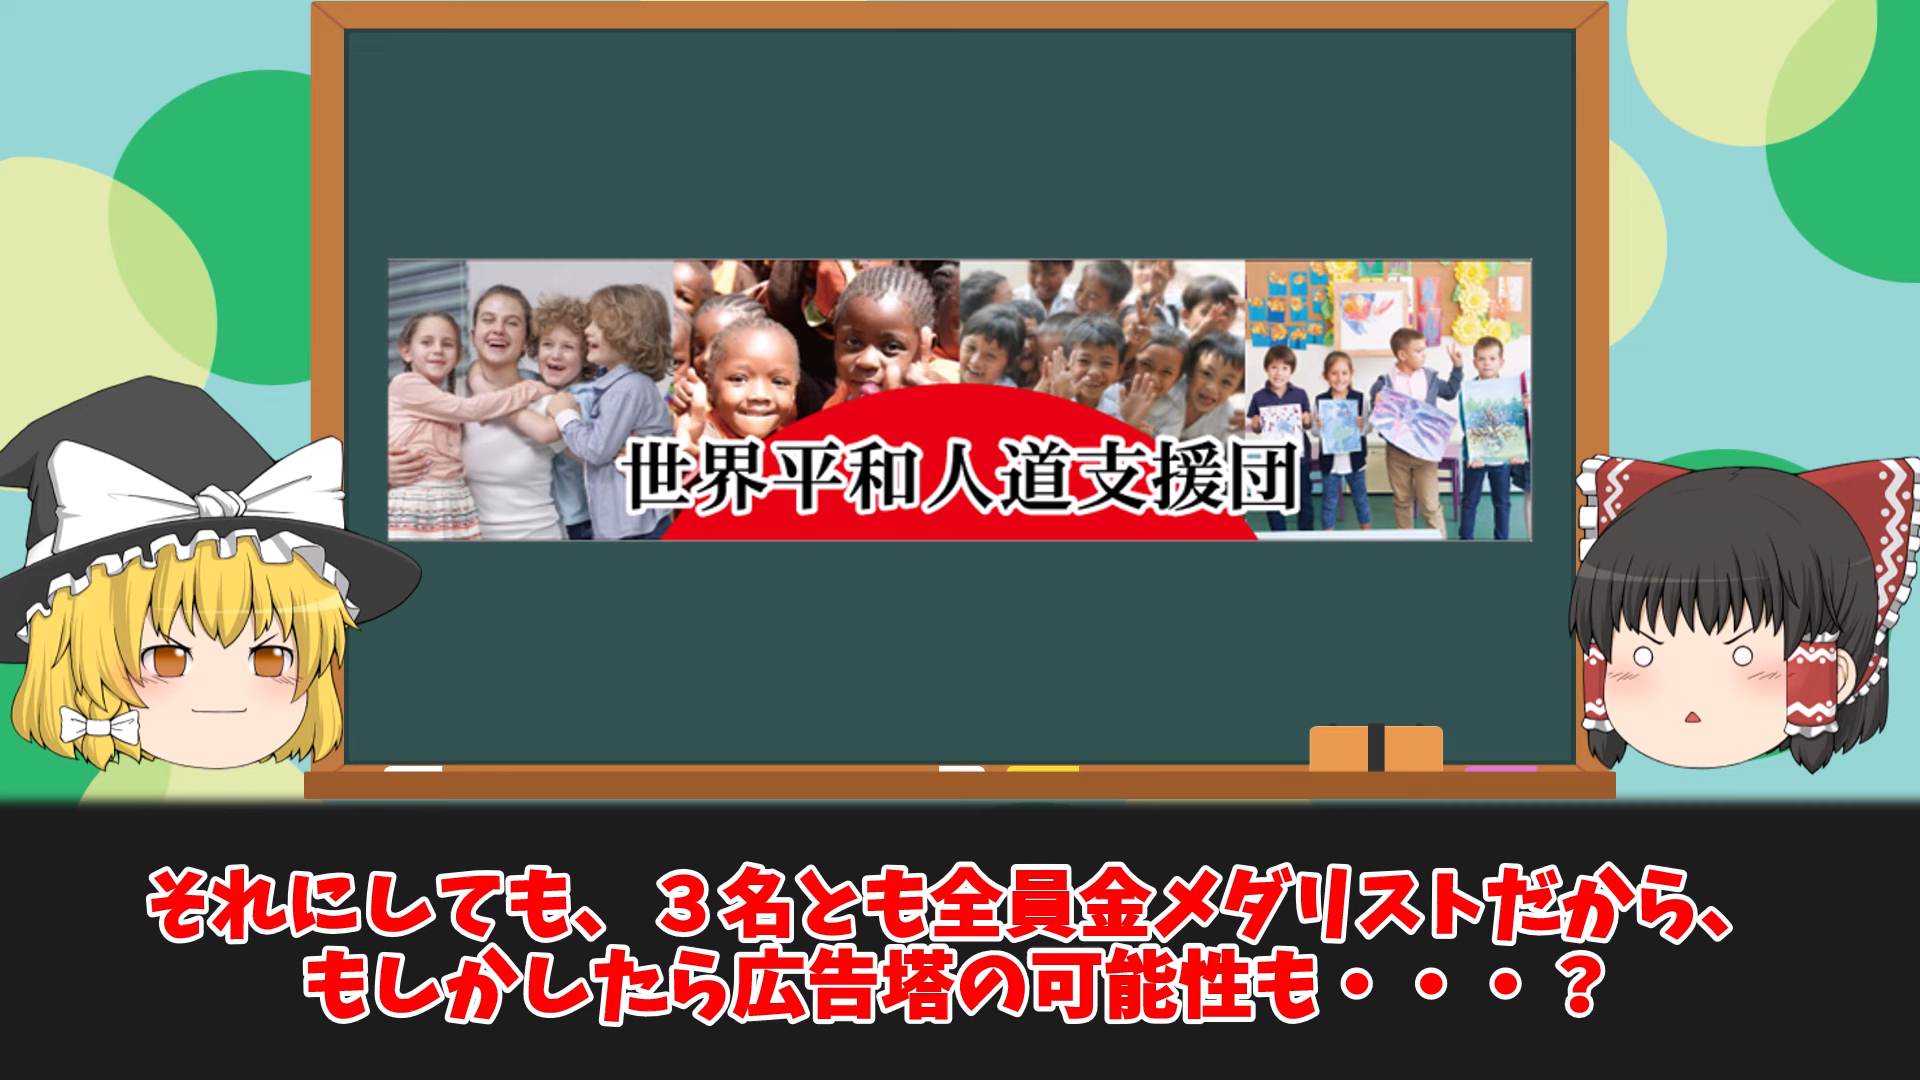 世界平和人道支援団
それにしても、３名とも全員金メダリストだから、
もしかしたら広告塔の可能性も・・・？